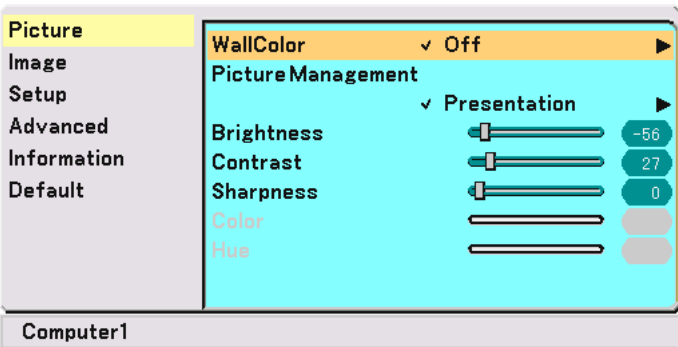 Picture
Image
Setup
Advanced
Information
Default
WallColor ✓ Off ▶
Picture Management
✓ Presentation ▶
Brightness -56
Contrast 27
Sharpness 0
Color
Hue
Computer1